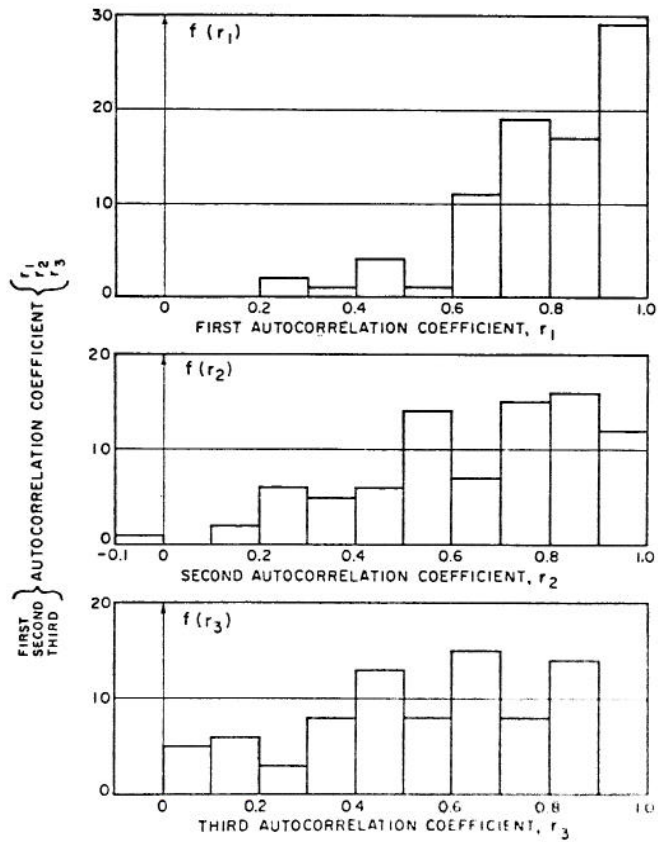 30
f(r1)
20
10
0
0 0.2 0.4 0.6 0.8 1.0
FIRST AUTOCORRELATION COEFFICIENT, r1
20
f(r2)
10
0
-0.1 0 0.2 0.4 0.6 0.8 1.0
SECOND AUTOCORRELATION COEFFICIENT, r2
20
f(r3)
10
0
0 0.2 0.4 0.6 0.8 1.0
THIRD AUTOCORRELATION COEFFICIENT, r3
FIRST
SECOND
THIRD
} AUTOCORRELATION COEFFICIENT {
r1
r2
r3